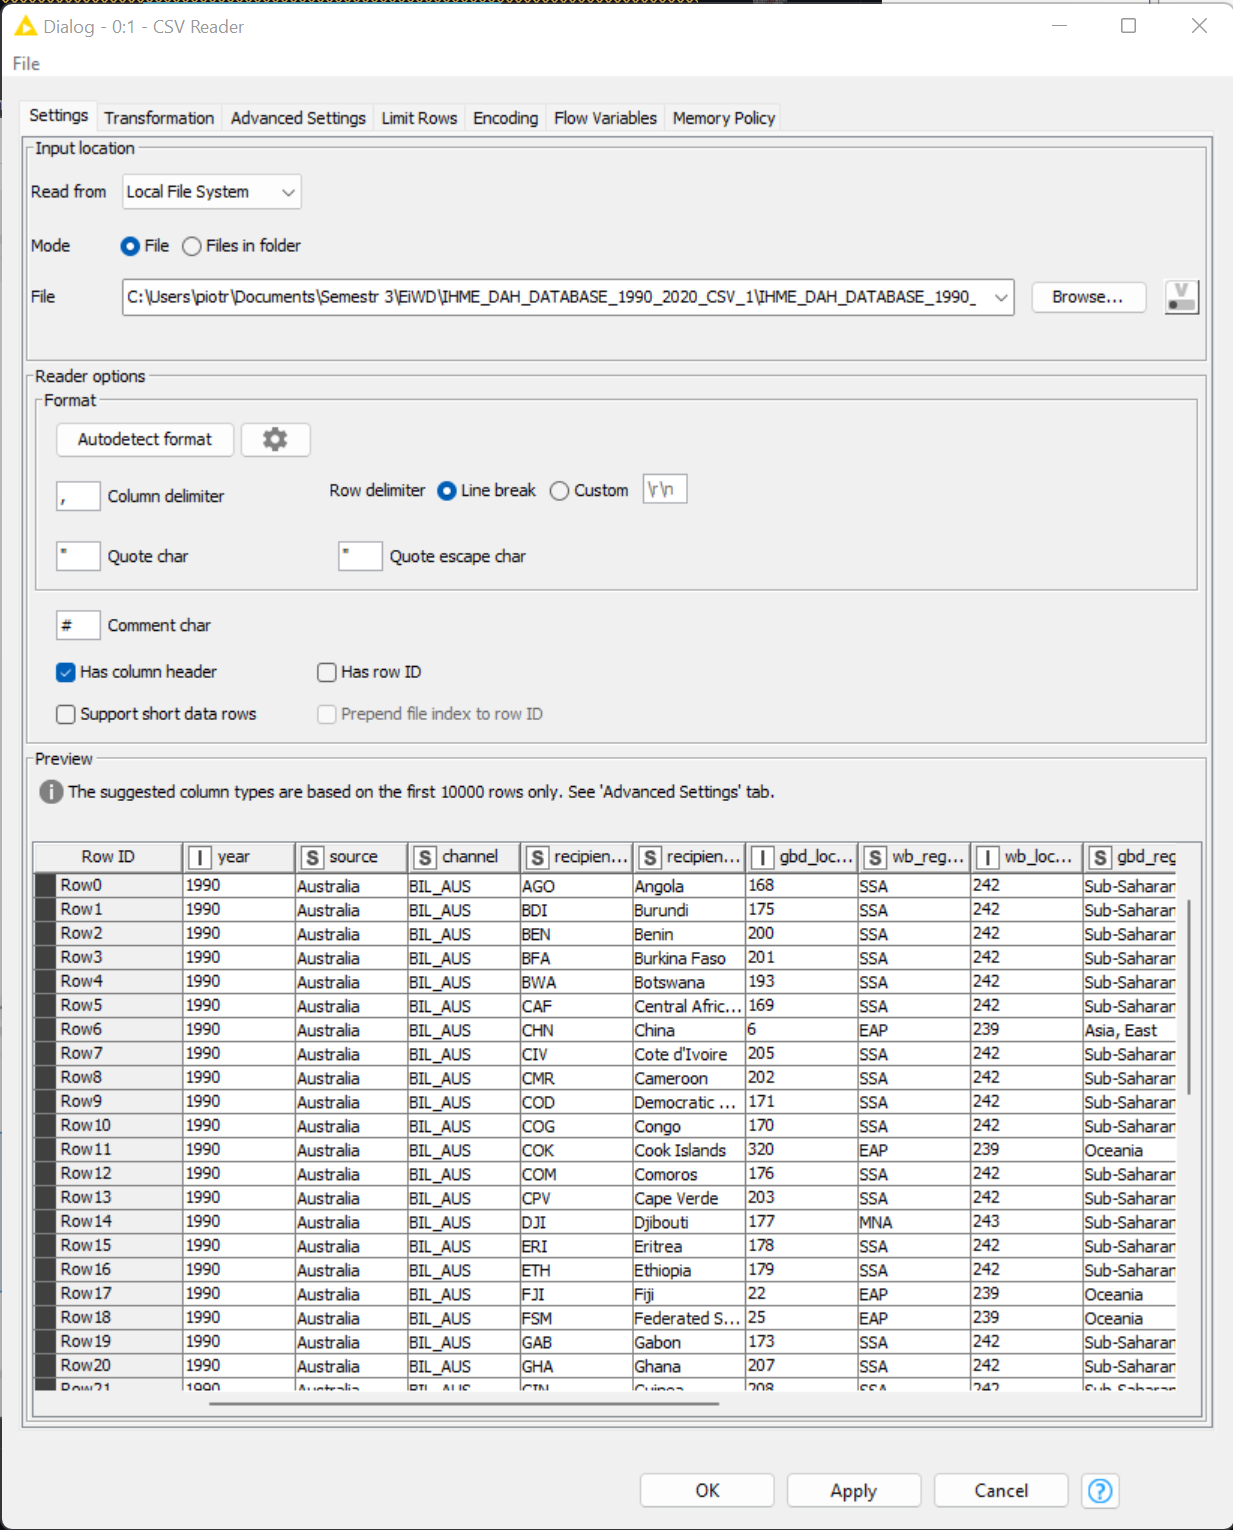 Dialog - 0:1 - CSV Reader
File
Settings Transformation Advanced Settings Limit Rows Encoding Flow Variables Memory Policy
Input location
Read from Local File System
Mode File Files in folder
File C:\Users\piotr\Documents\Semestr 3\EiWD\IHME_DAH_DATABASE_1990_2020_CSV_1\IHME_DAH_DATABASE_1990_ Browse... V
Reader options
Format
Autodetect format
, Column delimiter Row delimiter Line break Custom \r\n
" Quote char " Quote escape char
# Comment char
Has column header Has row ID
Support short data rows Prepend file index to row ID
Preview
The suggested column types are based on the first 10000 rows only. See 'Advanced Settings' tab.
Row ID I year S source S channel S recipien... S recipien... I gbd_loc... S wb_reg... I wb_loc... S gbd_reg
Row0 1990 Australia BIL_AUS AGO Angola 168 SSA 242 Sub-Saharan
Row1 1990 Australia BIL_AUS BDI Burundi 175 SSA 242 Sub-Saharan
Row2 1990 Australia BIL_AUS BEN Benin 200 SSA 242 Sub-Saharan
Row3 1990 Australia BIL_AUS BFA Burkina Faso 201 SSA 242 Sub-Saharan
Row4 1990 Australia BIL_AUS BWA Botswana 193 SSA 242 Sub-Saharan
Row5 1990 Australia BIL_AUS CAF Central Afric... 169 SSA 242 Sub-Saharan
Row6 1990 Australia BIL_AUS CHN China 6 EAP 239 Asia, East
Row7 1990 Australia BIL_AUS CIV Cote d'Ivoire 205 SSA 242 Sub-Saharan
Row8 1990 Australia BIL_AUS CMR Cameroon 202 SSA 242 Sub-Saharan
Row9 1990 Australia BIL_AUS COD Democratic ... 171 SSA 242 Sub-Saharan
Row10 1990 Australia BIL_AUS COG Congo 170 SSA 242 Sub-Saharan
Row11 1990 Australia BIL_AUS COK Cook Islands 320 EAP 239 Oceania
Row12 1990 Australia BIL_AUS COM Comoros 176 SSA 242 Sub-Saharan
Row13 1990 Australia BIL_AUS CPV Cape Verde 203 SSA 242 Sub-Saharan
Row14 1990 Australia BIL_AUS DJI Djibouti 177 MNA 243 Sub-Saharan
Row15 1990 Australia BIL_AUS ERI Eritrea 178 SSA 242 Sub-Saharan
Row16 1990 Australia BIL_AUS ETH Ethiopia 179 SSA 242 Sub-Saharan
Row17 1990 Australia BIL_AUS FJI Fiji 22 EAP 239 Oceania
Row18 1990 Australia BIL_AUS FSM Federated S... 25 EAP 239 Oceania
Row19 1990 Australia BIL_AUS GAB Gabon 173 SSA 242 Sub-Saharan
Row20 1990 Australia BIL_AUS GHA Ghana 207 SSA 242 Sub-Saharan
Row21 1990 Australia BIL_AUS GIN Guinea 208 SSA 242 Sub-Saharan
OK Apply Cancel ?